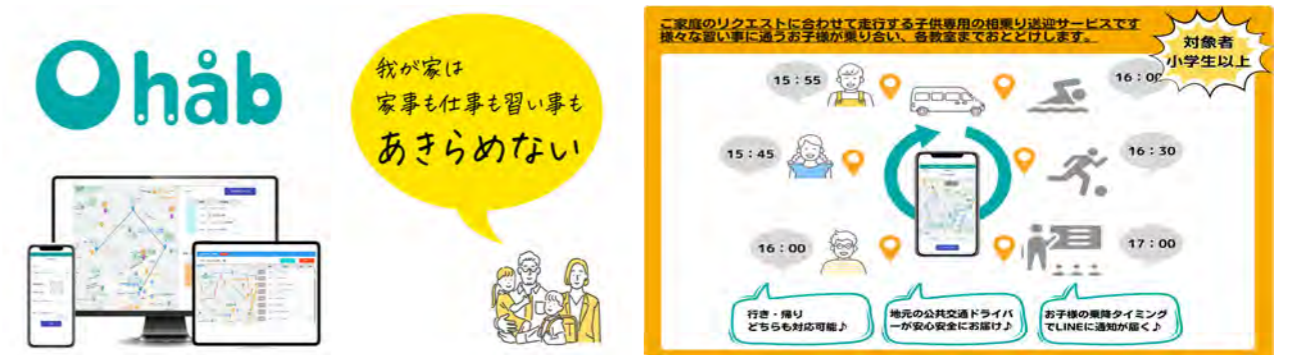 håb
我が家は
家事も仕事も習い事も
あきらめない
ご家庭のリクエストに合わせて走行する子供専用の相乗り送迎サービスです
様々な習い事に通うお子様が乗り合い、各教室までおとどけします。
対象者
小学生以上
15：55
16：00
15：45
16：30
16：00
17：00
行き・帰り
どちらも対応可能♪
地元の公共交通ドライバ
ーが安心安全にお届け♪
お子様の乗降タイミング
でLINEに通知が届く♪